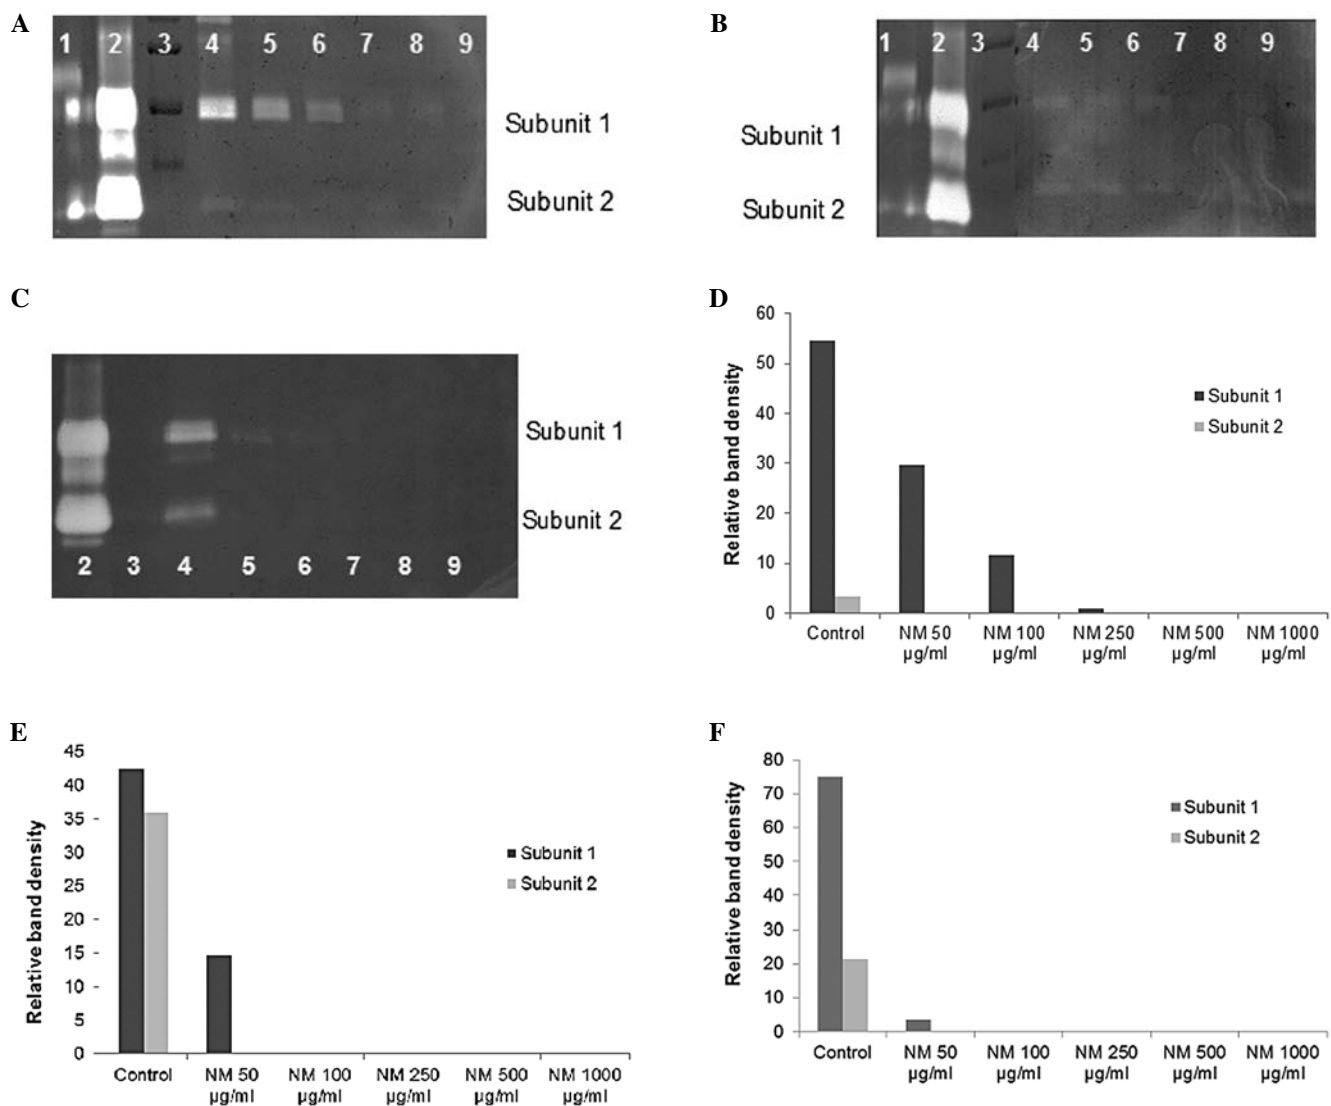 A
1 2 3 4 5 6 7 8 9
Subunit 1
Subunit 2
B
1 2 3 4 5 6 7 8 9
Subunit 1
Subunit 2
C
Subunit 1
Subunit 2
2 3 4 5 6 7 8 9
D
Relative band density
60
50
40
30
20
10
0
Subunit 1
Subunit 2
Control
NM 50
µg/ml
NM 100
µg/ml
NM 250
µg/ml
NM 500
µg/ml
NM 1000
µg/ml
E
Relative band density
45
40
35
30
25
20
15
10
5
0
Subunit 1
Subunit 2
Control
NM 50
µg/ml
NM 100
µg/ml
NM 250
µg/ml
NM 500
µg/ml
NM 1000
µg/ml
F
Relative band density
80
70
60
50
40
30
20
10
0
Subunit 1
Subunit 2
Control
NM 50
µg/ml
NM 100
µg/ml
NM 250
µg/ml
NM 500
µg/ml
NM 1000
µg/ml